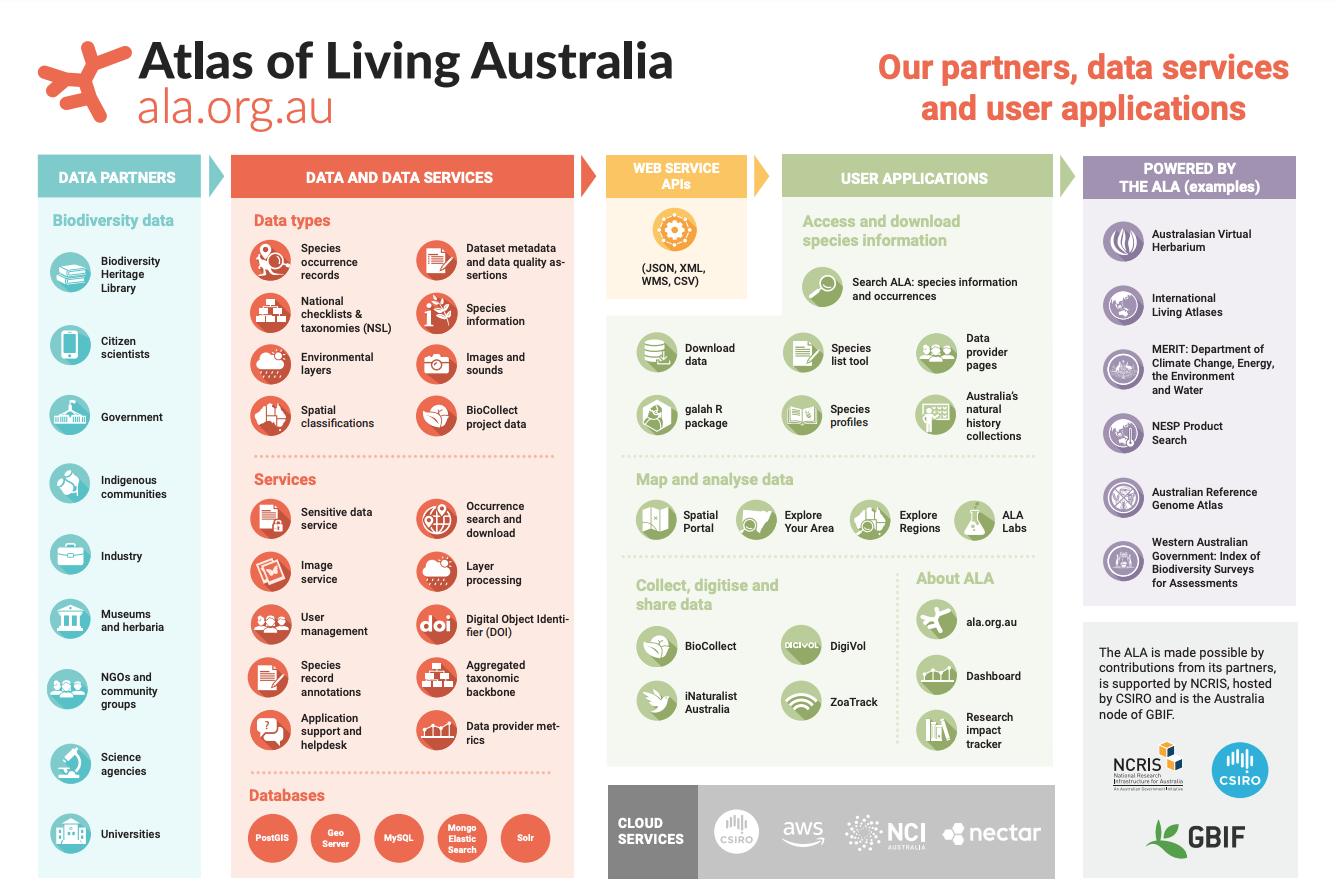 Atlas of Living Australia
ala.org.au
Our partners, data services
and user applications
DATA PARTNERS
Biodiversity data
Biodiversity
Heritage
Library
Citizen
scientists
Government
Indigenous
communities
Industry
Museums
and herbaria
NGOs and
community
groups
Science
agencies
Universities
DATA AND DATA SERVICES
Data types
Species
occurrence
records
Dataset metadata
and data quality as-
sertions
National
checklists &
taxonomies (NSL)
Species
information
Environmental
layers
Images and
sounds
Spatial
classifications
BioCollect
project data
Services
Sensitive data
service
Occurrence
search and
download
Image
service
Layer
processing
User
management
doi
Digital Object Identi-
fier (DOI)
Species
record
annotations
Aggregated
taxonomic
backbone
Application
support and
helpdesk
Data provider met-
rics
Databases
PostGIS
Geo
Server
MySQL
Mongo
Elastic
Search
Solr
WEB SERVICE
APIs
(JSON, XML,
WMS, CSV)
USER APPLICATIONS
Access and download
species information
Search ALA: species information
and occurrences
Download
data
Species
list tool
Data
provider
pages
galah R
package
Species
profiles
Australia's
natural
history
collections
Map and analyse data
Spatial
Portal
Explore
Your Area
Explore
Regions
ALA
Labs
Collect, digitise and
share data
BioCollect
DIGIVOL
DigiVol
iNaturalist
Australia
ZoaTrack
About ALA
ala.org.au
Dashboard
Research
impact
tracker
CLOUD
SERVICES
CSIRO
aws
NCI
AUSTRALIA
nectar
POWERED BY
THE ALA (examples)
Australasian Virtual
Herbarium
International
Living Atlases
MERIT: Department of
Climate Change, Energy,
the Environment
and Water
NESP Product
Search
Australian Reference
Genome Atlas
Western Australian
Government: Index of
Biodiversity Surveys
for Assessments
The ALA is made possible by
contributions from its partners,
is supported by NCRIS, hosted
by CSIRO and is the Australia
node of GBIF.
NCRIS
National Research
Infrastructure for Australia
An Australian Government Initiative
CSIRO
GBIF